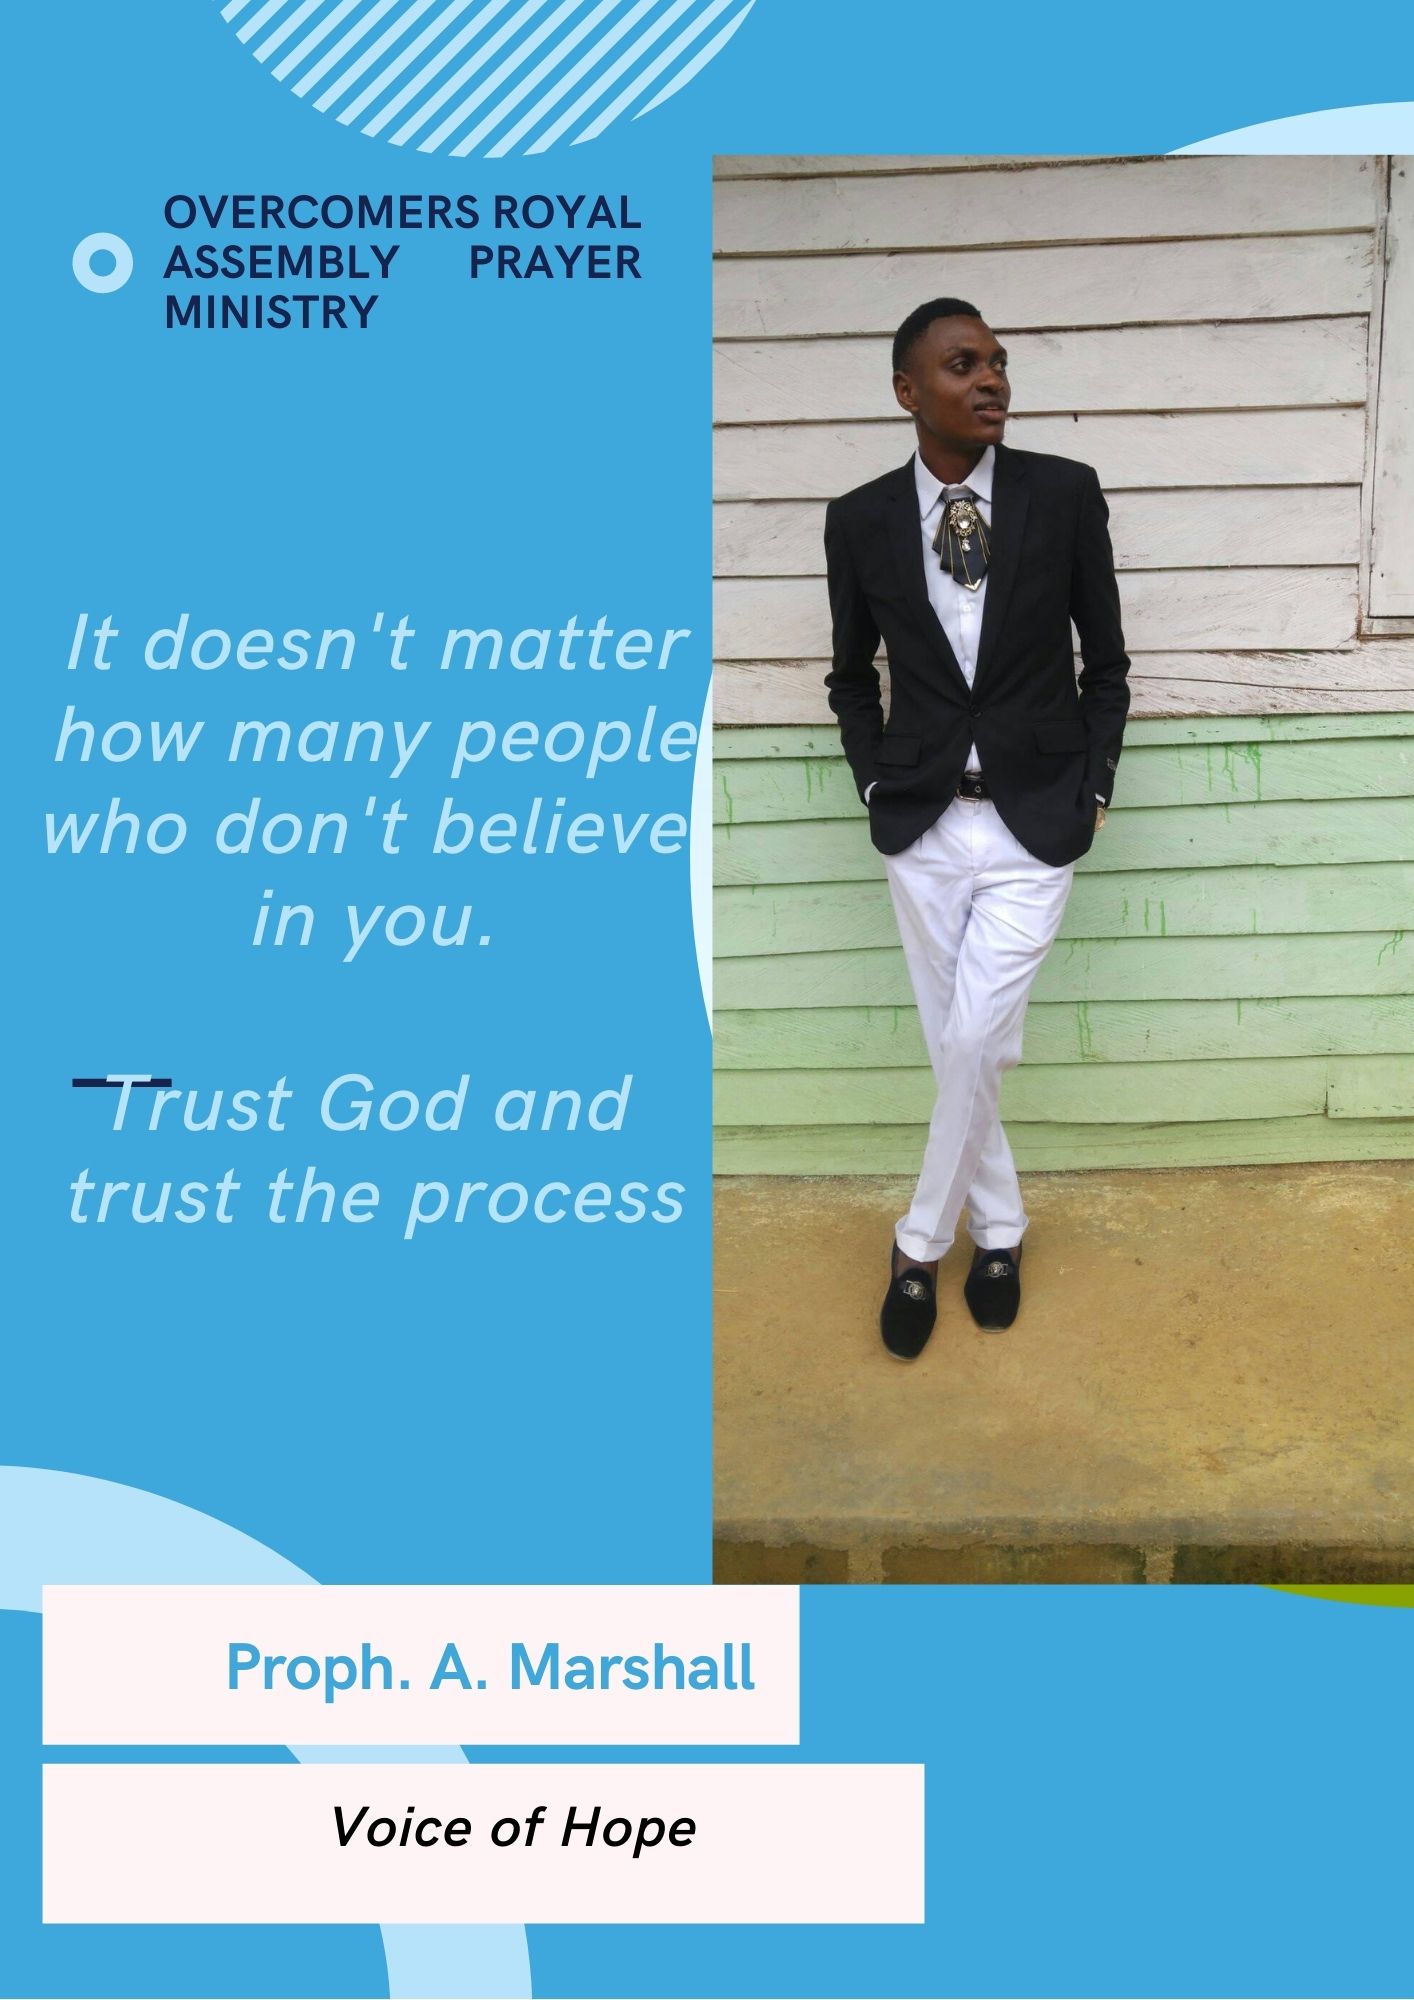 OVERCOMERS ROYAL
ASSEMBLY PRAYER
MINISTRY
It doesn't matter
how many people
who don't believe
in you.
Trust God and
trust the process
Proph. A. Marshall
Voice of Hope